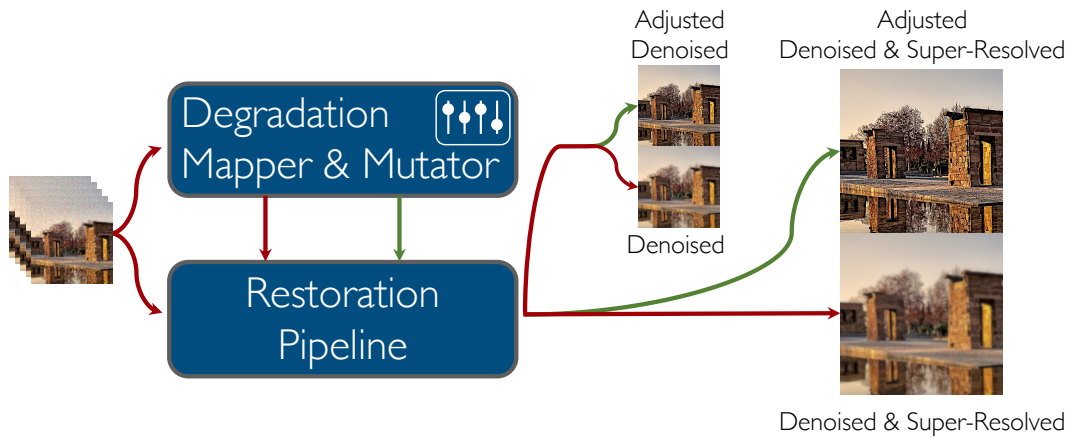 Degradation
Mapper & Mutator
Restoration
Pipeline
Adjusted
Denoised
Denoised
Adjusted
Denoised & Super-Resolved
Denoised & Super-Resolved